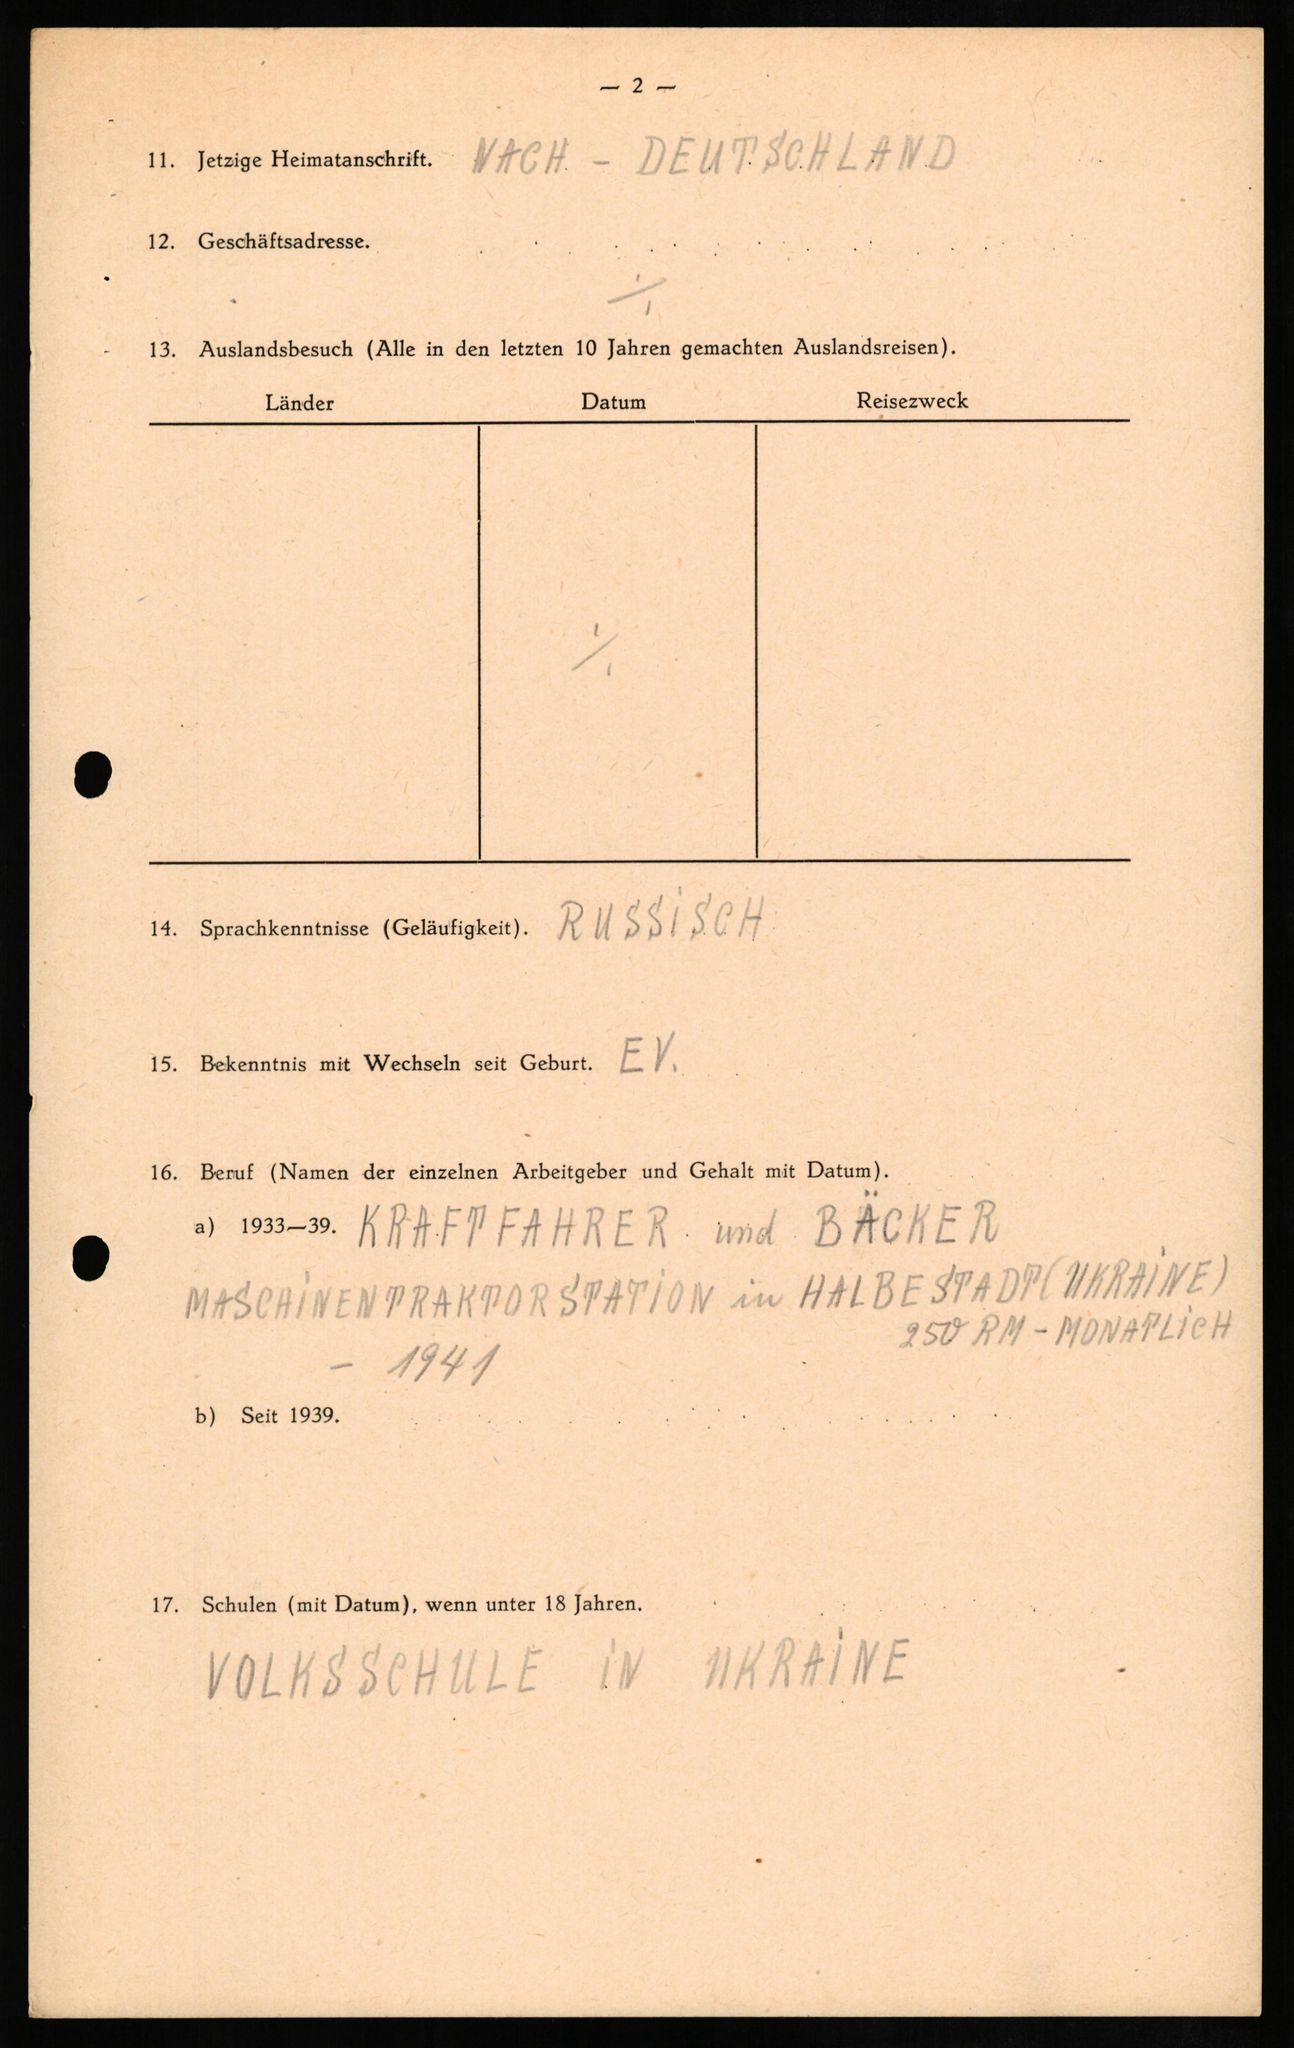 — 2 —
11. Jetzige Heimatanschrift. NACH - DEUTSCHLAND
12. Geschäftsadresse.
./.
13. Auslandsbesuch (Alle in den letzten 10 Jahren gemachten Auslandsreisen).
Länder Datum Reisezweck
./.
14. Sprachkenntnisse (Geläufigkeit). RUSSiSCH
15. Bekenntnis mit Wechseln seit Geburt. EV.
16. Beruf (Namen der einzelnen Arbeitgeber und Gehalt mit Datum).
a) 1933—39. KRAFTFAHRER und BÄCKER
MASCHiNENTRAKTORSTATiON in HALBESTADT (UKRAiNE)
250 RM - MONATLiCH
- 1941
b) Seit 1939.
17. Schulen (mit Datum), wenn unter 18 Jahren.
VOLKSSCHULE iN UKRAiNE